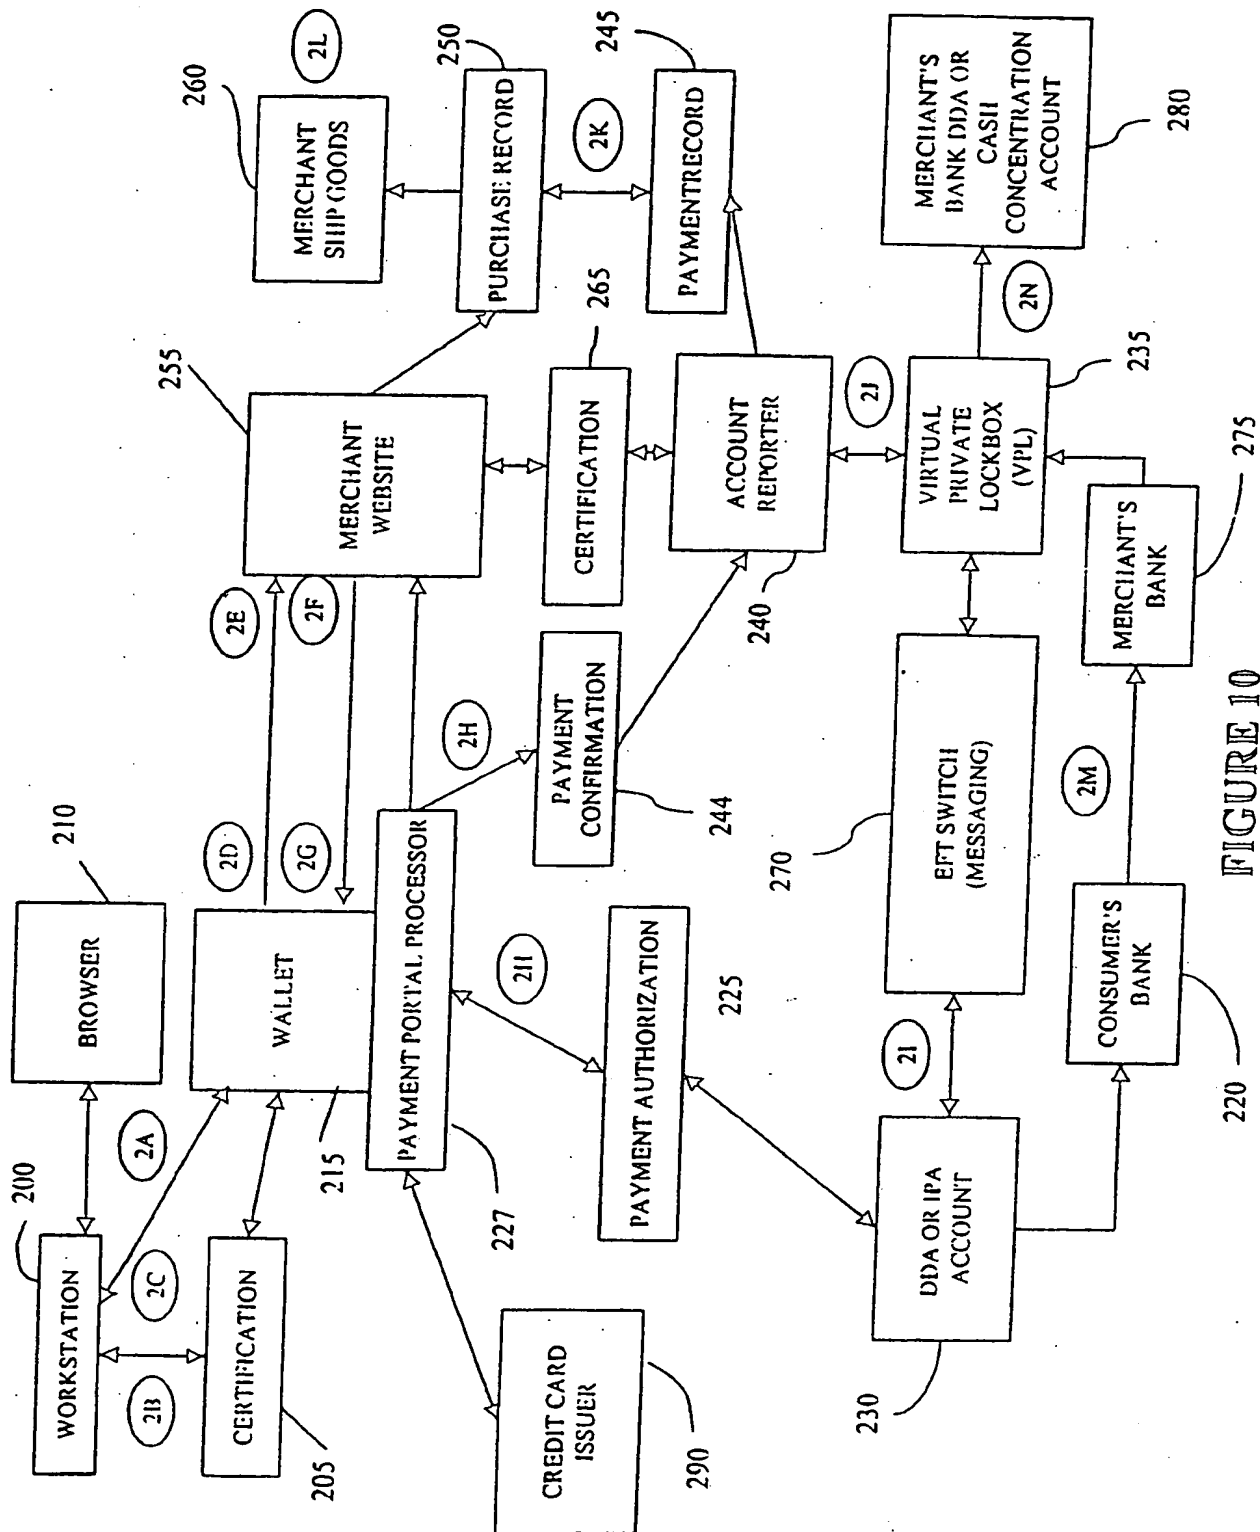 200
WORKSTATION
2A
210
BROWSER
2B
2C
205
CERTIFICATION
215
WALLET
2D
2E
2G
2F
255
MERCHANT
WEBSITE
260
MERCHANT
SHIP GOODS
2L
250
PURCHASE RECORD
2K
245
PAYMENTRECORD
265
CERTIFICATION
227
PAYMENT PORTAL PROCESSOR
2H
244
PAYMENT
CONFIRMATION
240
ACCOUNT
REPORTER
2J
290
CREDIT CARD
ISSUER
2H
225
PAYMENT AUTHORIZATION
230
DDA OR IPA
ACCOUNT
2I
270
EFT SWITCH
(MESSAGING)
235
VIRTUAL
PRIVATE
LOCKBOX
(VPL)
2N
280
MERCHANT'S
BANK DDA OR
CASH
CONCENTRATION
ACCOUNT
220
CONSUMER'S
BANK
2M
275
MERCHANT'S
BANK
FIGURE 10